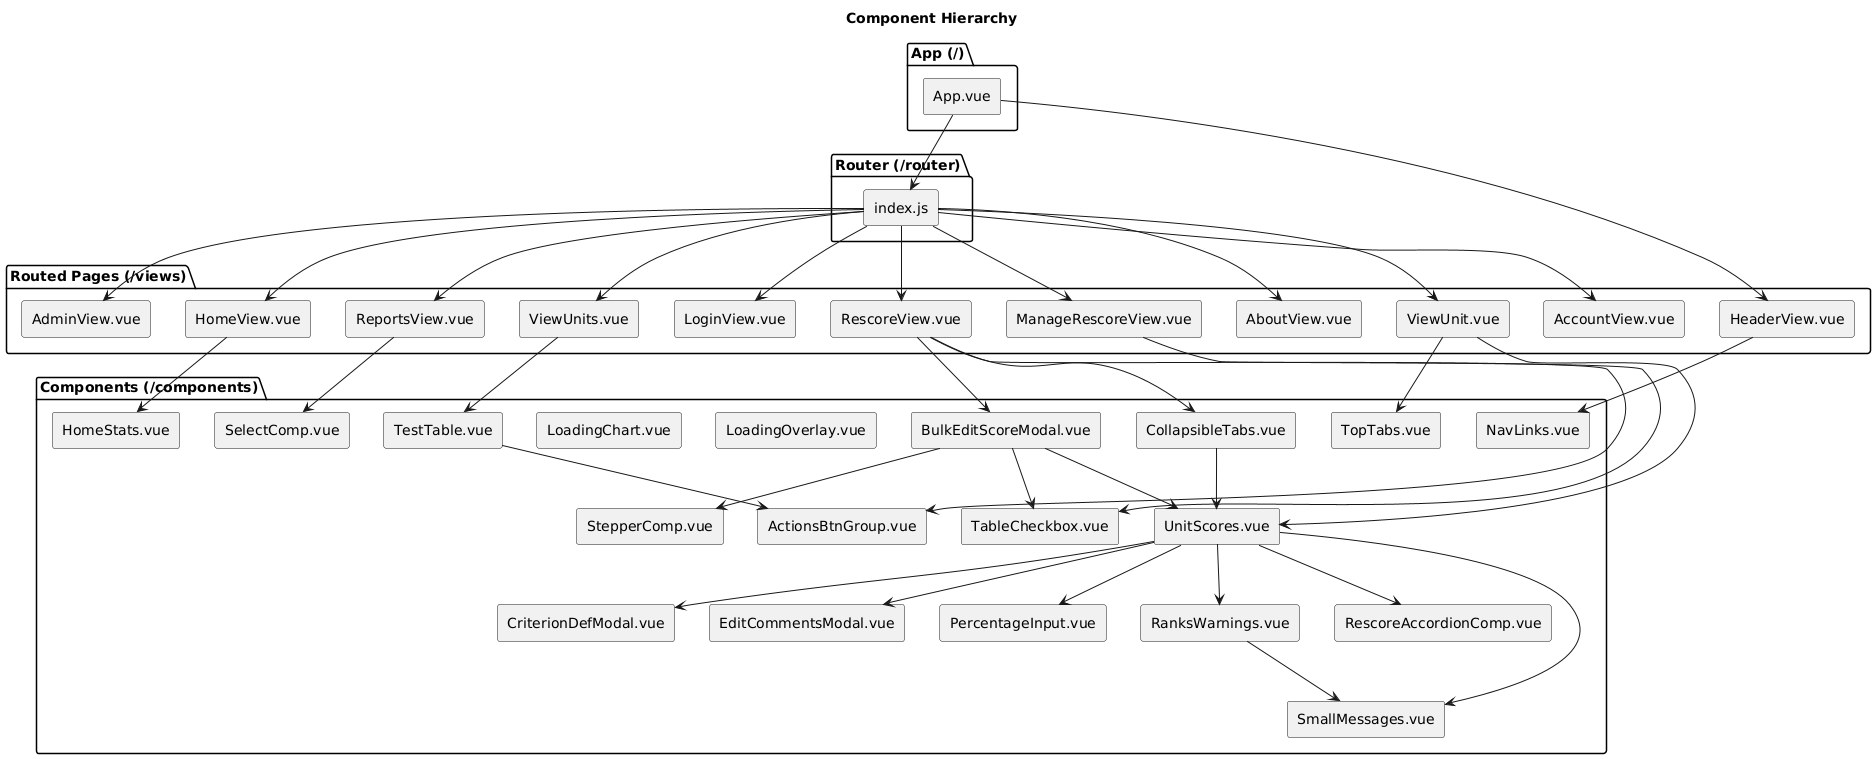 Component Hierarchy
App (/)
App.vue
Router (/router)
index.js
Routed Pages (/views)
AdminView.vue
HomeView.vue
ReportsView.vue
ViewUnits.vue
LoginView.vue
RescoreView.vue
ManageRescoreView.vue
AboutView.vue
ViewUnit.vue
AccountView.vue
HeaderView.vue
Components (/components)
HomeStats.vue
SelectComp.vue
TestTable.vue
LoadingChart.vue
LoadingOverlay.vue
BulkEditScoreModal.vue
CollapsibleTabs.vue
TopTabs.vue
NavLinks.vue
StepperComp.vue
ActionsBtnGroup.vue
TableCheckbox.vue
UnitScores.vue
CriterionDefModal.vue
EditCommentsModal.vue
PercentageInput.vue
RanksWarnings.vue
RescoreAccordionComp.vue
SmallMessages.vue